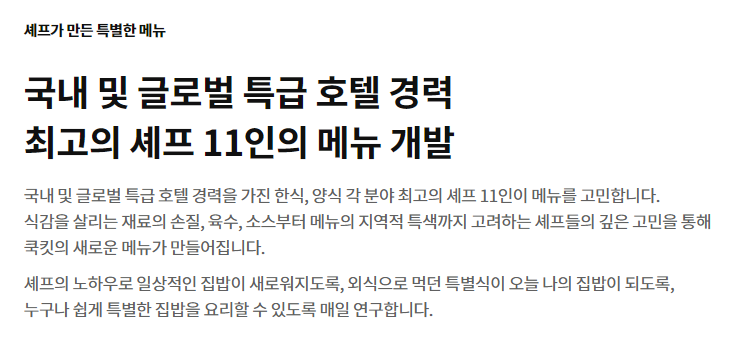 셰프가 만든 특별한 메뉴
국내 및 글로벌 특급 호텔 경력
최고의 셰프 11인의 메뉴 개발
국내 및 글로벌 특급 호텔 경력을 가진 한식, 양식 각 분야 최고의 셰프 11인이 메뉴를 고민합니다.
식감을 살리는 재료의 손질, 육수, 소스부터 메뉴의 지역적 특색까지 고려하는 셰프들의 깊은 고민을 통해
쿡킷의 새로운 메뉴가 만들어집니다.
셰프의 노하우로 일상적인 집밥이 새로워지도록, 외식으로 먹던 특별식이 오늘 나의 집밥이 되도록,
누구나 쉽게 특별한 집밥을 요리할 수 있도록 매일 연구합니다.